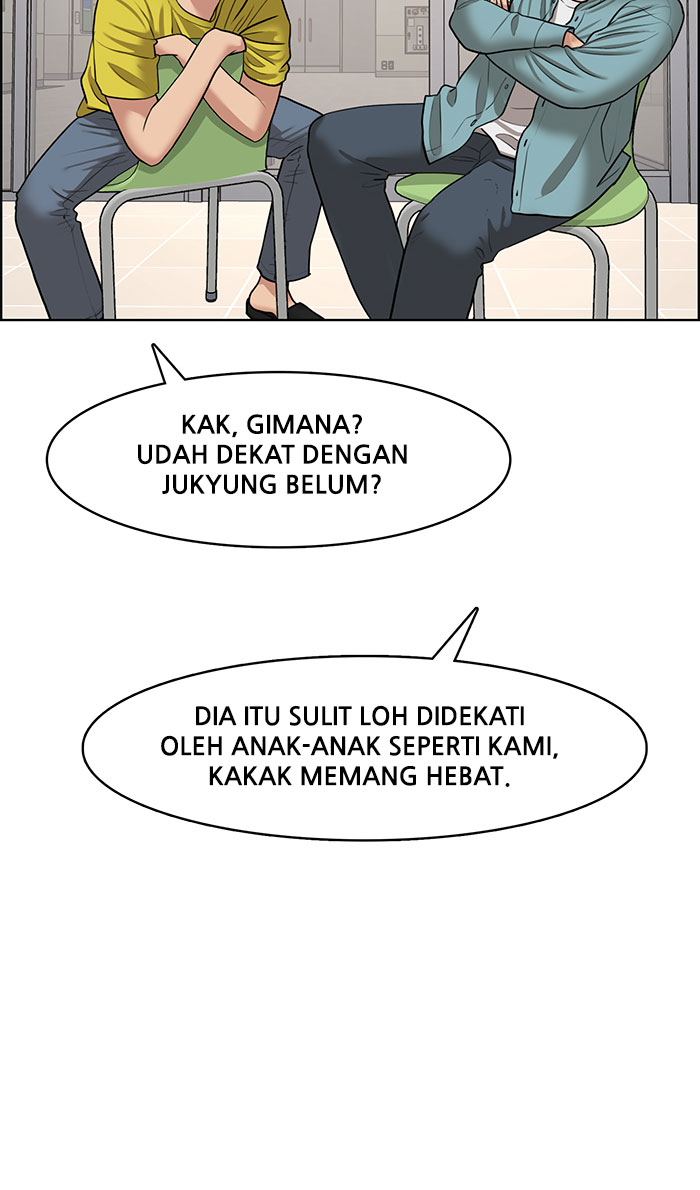 KAK, GIMANA?
UDAH DEKAT DENGAN
JUKYUNG BELUM?
DIA ITU SULIT LOH DIDEKATI
OLEH ANAK-ANAK SEPERTI KAMI,
KAKAK MEMANG HEBAT.